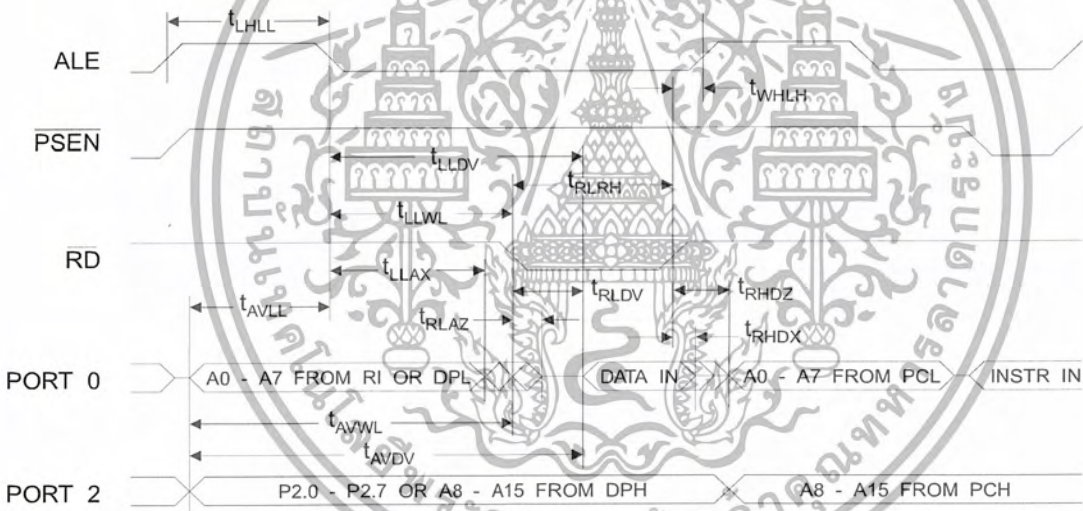 tLHLL
ALE
tWHLH
PSEN
tLLDV
tRLRH
tLLWL
RD
tLLAX
tRLDV
tRHDZ
tAVLL
tRLAZ
tRHDX
PORT 0
A0 - A7 FROM RI OR DPL
DATA IN
A0 - A7 FROM PCL
INSTR IN
tAVWL
tAVDV
PORT 2
P2.0 - P2.7 OR A8 - A15 FROM DPH
A8 - A15 FROM PCH